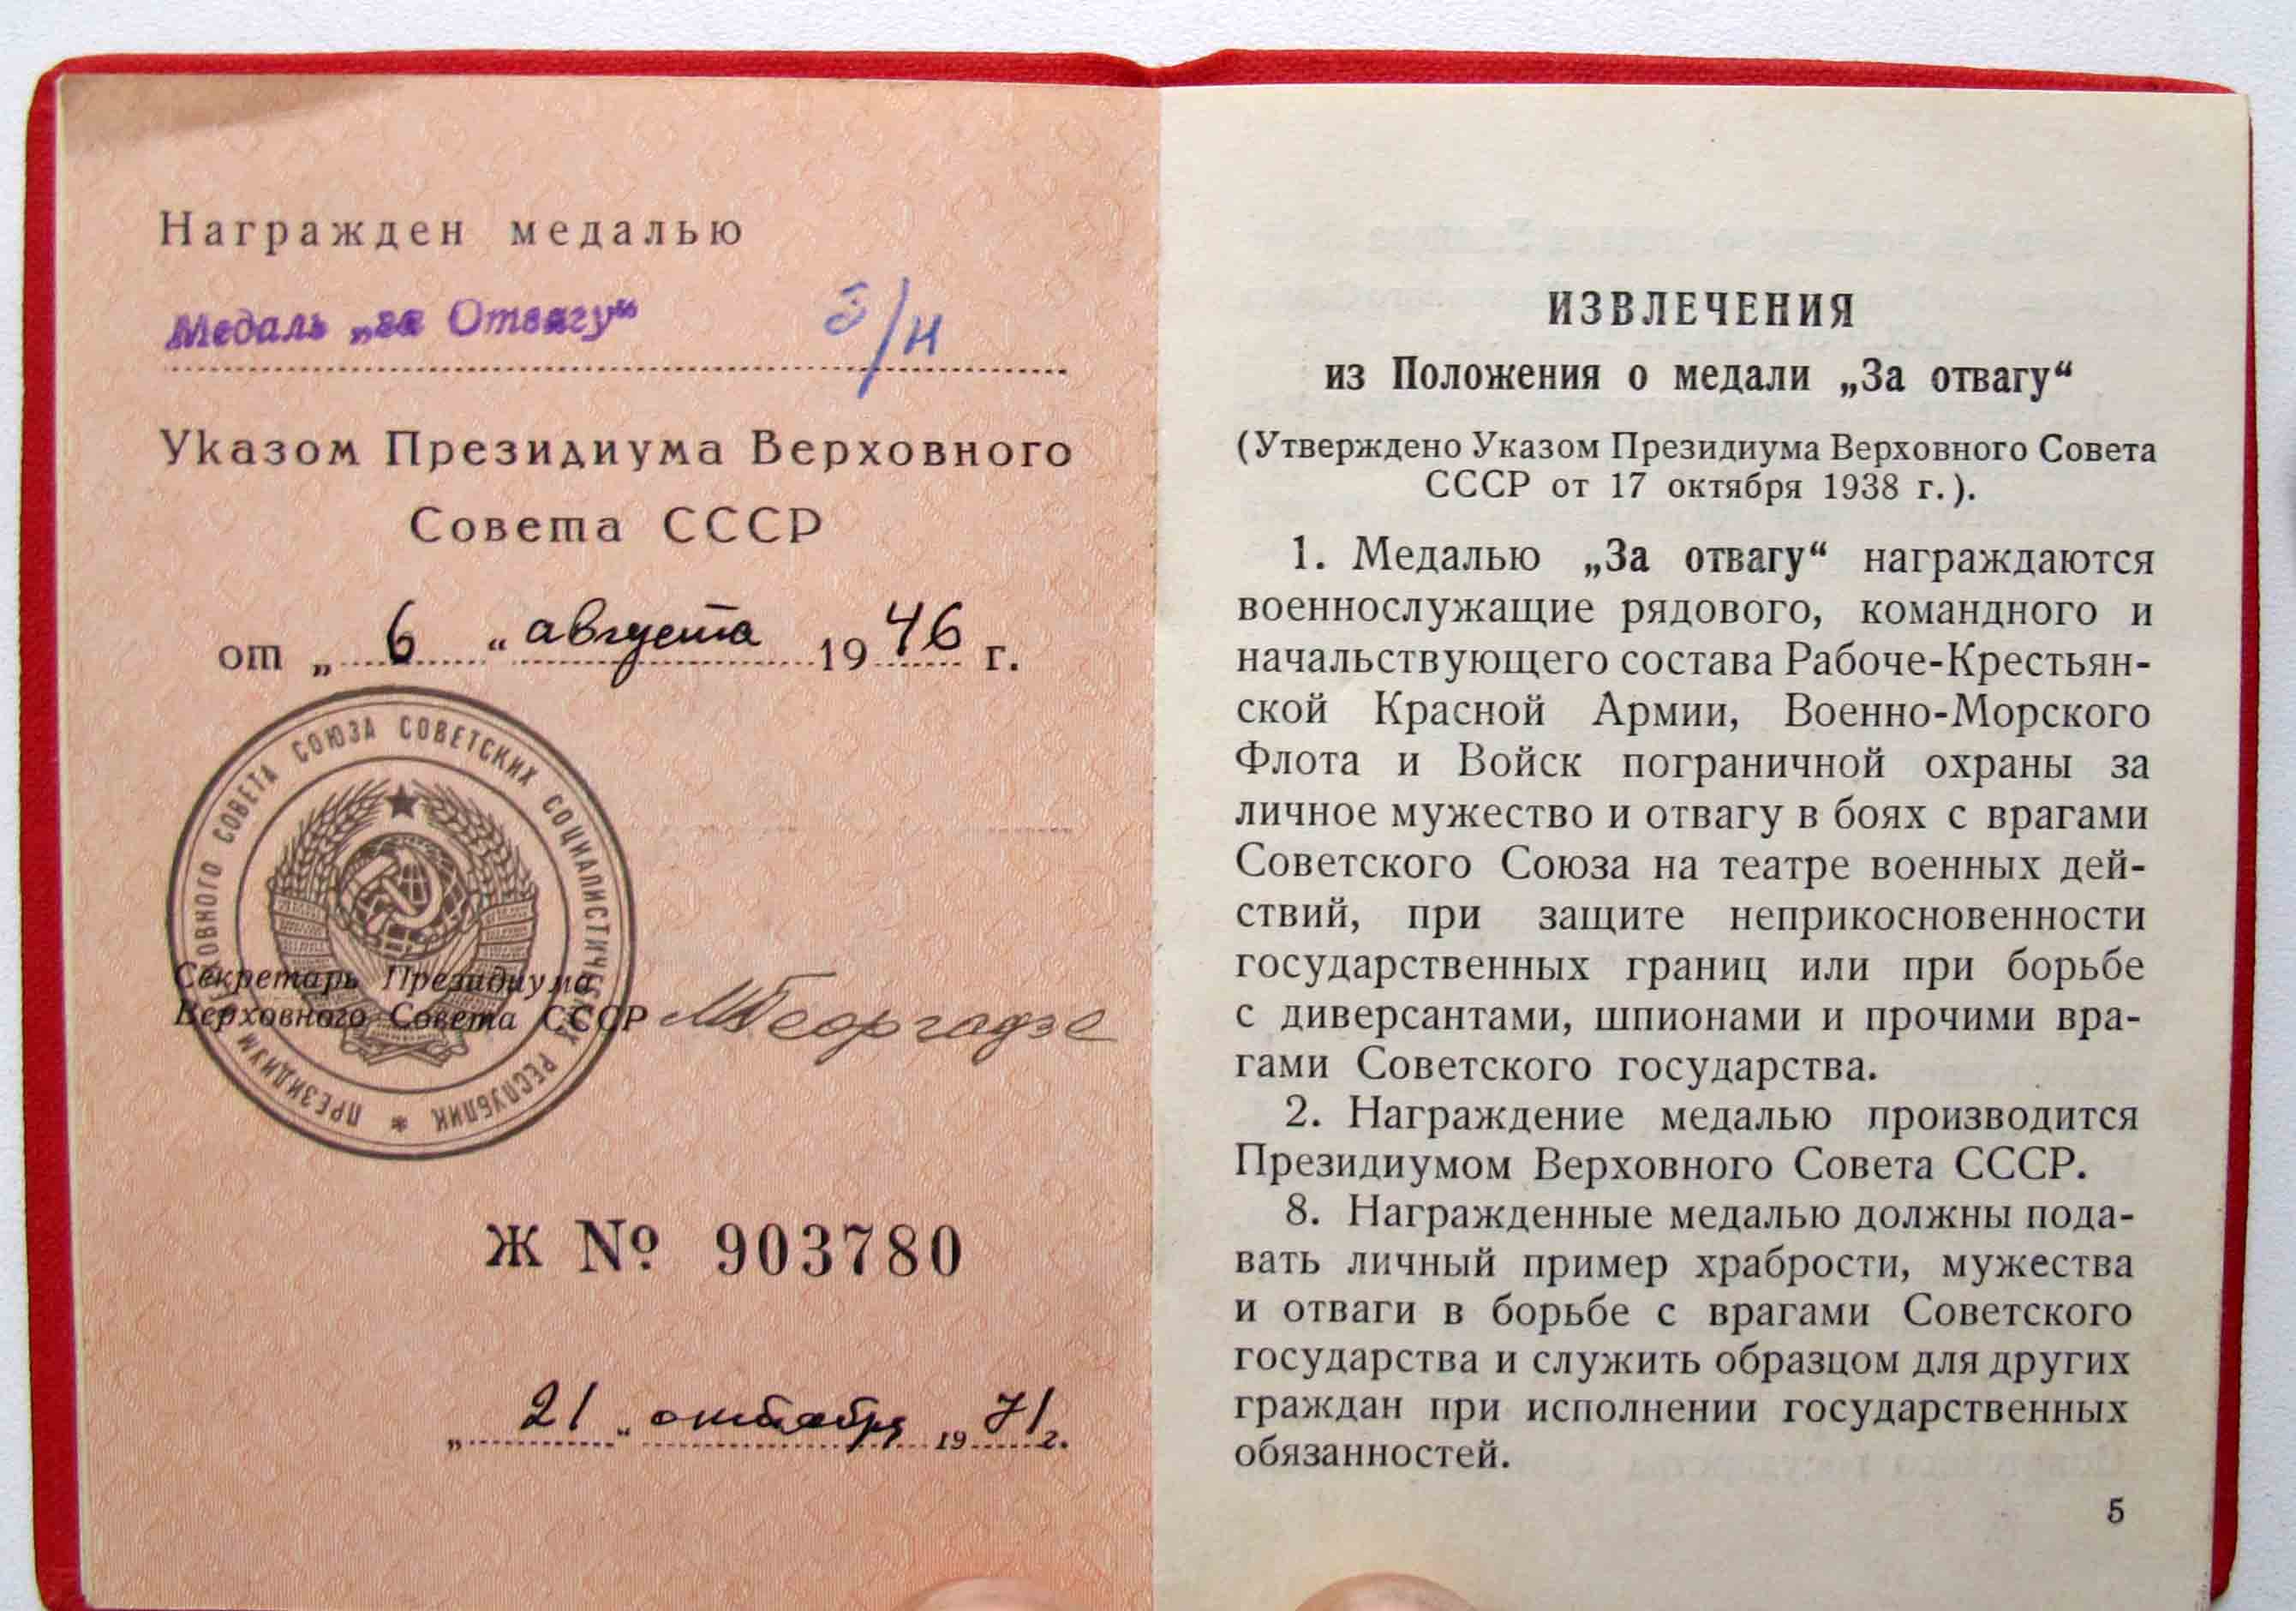 Награжден медалью
Медаль „за Отвагу“ б/н
Указом Президиума Верховного
Совета СССР
от „ 6 “ августа 1946 г.
ПРЕЗИДИУМ ВЕРХОВНОГО СОВЕТА СОЮЗА СОВЕТСКИХ СОЦИАЛИСТИЧЕСКИХ РЕСПУБЛИК *
Секретарь Президиума
Верховного Совета СССР МГеоргадзе
Ж № 903780
„ 21 “ октября 1971 г.
ИЗВЛЕЧЕНИЯ
из Положения о медали „За отвагу“
(Утверждено Указом Президиума Верховного Совета
СССР от 17 октября 1938 г.).
1. Медалью „За отвагу“ награждаются
военнослужащие рядового, командного и
начальствующего состава Рабоче-Крестьян-
ской Красной Армии, Военно-Морского
Флота и Войск пограничной охраны за
личное мужество и отвагу в боях с врагами
Советского Союза на театре военных дей-
ствий, при защите неприкосновенности
государственных границ или при борьбе
с диверсантами, шпионами и прочими вра-
гами Советского государства.
2. Награждение медалью производится
Президиумом Верховного Совета СССР.
8. Награжденные медалью должны пода-
вать личный пример храбрости, мужества
и отваги в борьбе с врагами Советского
государства и служить образцом для других
граждан при исполнении государственных
обязанностей.
5